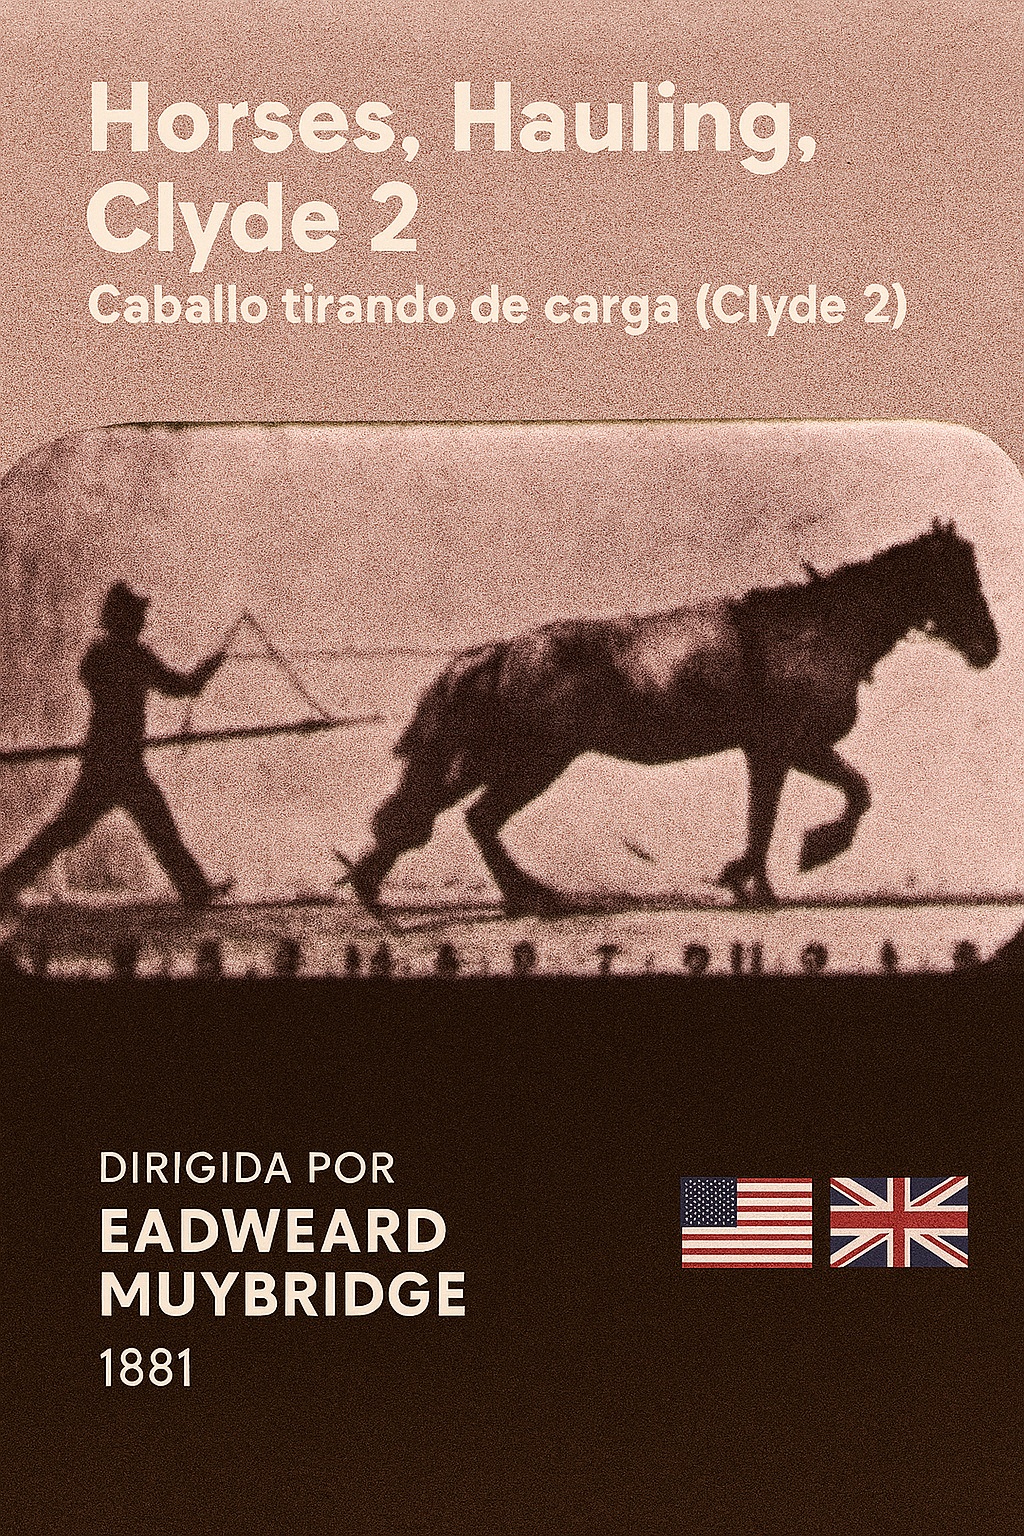 Horses, Hauling,
Clyde 2
Caballo tirando de carga (Clyde 2)
DIRIGIDA POR
EADWEARD
MUYBRIDGE
1881